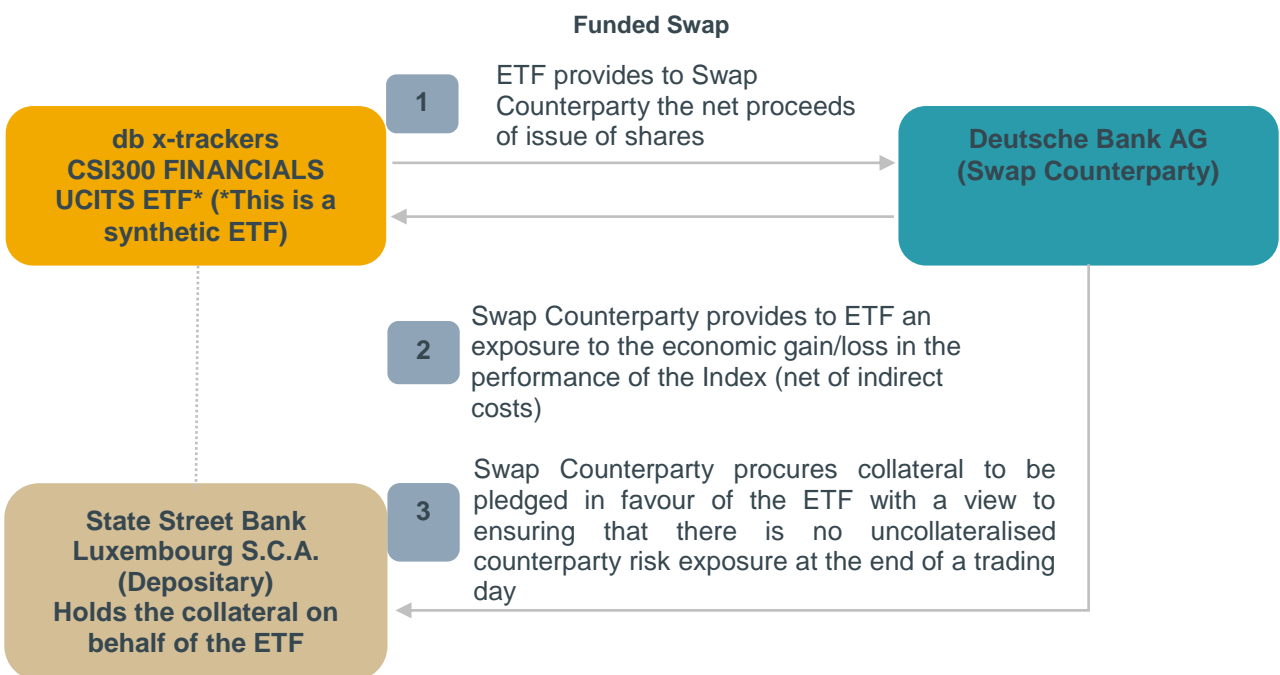 Funded Swap
1
ETF provides to Swap
Counterparty the net proceeds
of issue of shares
db x-trackers
CSI300 FINANCIALS
UCITS ETF* (*This is a
synthetic ETF)
Deutsche Bank AG
(Swap Counterparty)
2
Swap Counterparty provides to ETF an
exposure to the economic gain/loss in the
performance of the Index (net of indirect
costs)
3
Swap Counterparty procures collateral to be
pledged in favour of the ETF with a view to
ensuring that there is no uncollateralised
counterparty risk exposure at the end of a trading
day
State Street Bank
Luxembourg S.C.A.
(Depositary)
Holds the collateral on
behalf of the ETF